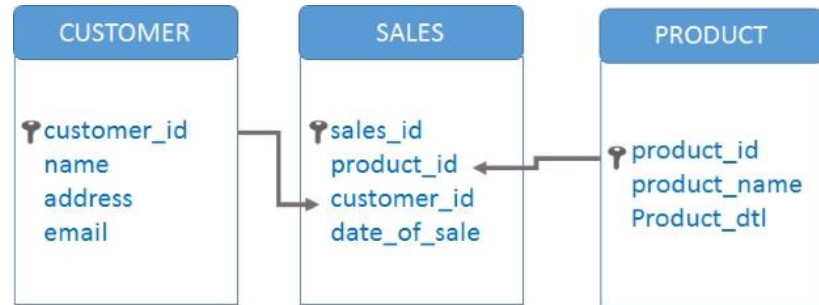 CUSTOMER
customer_id
name
address
email
SALES
sales_id
product_id
customer_id
date_of_sale
PRODUCT
product_id
product_name
Product_dtl